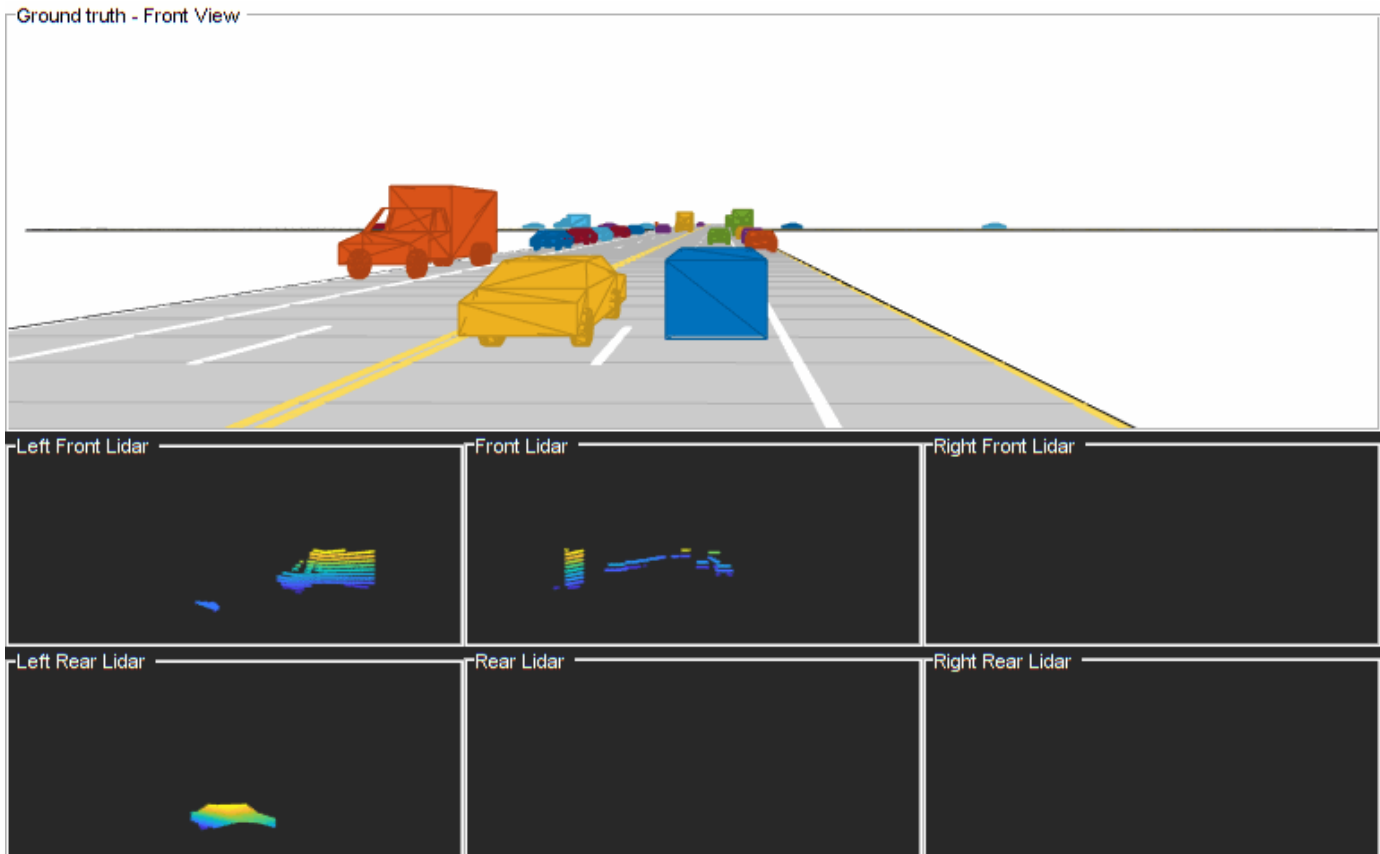 Ground truth - Front View
Left Front Lidar
Front Lidar
Right Front Lidar
Left Rear Lidar
Rear Lidar
Right Rear Lidar